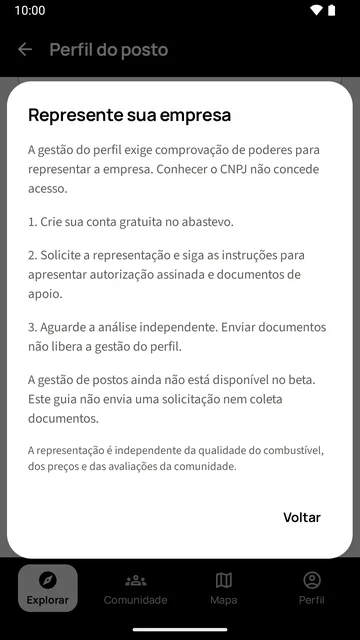 10:00
Perfil do posto
Represente sua empresa
A gestão do perfil exige comprovação de poderes para
representar a empresa. Conhecer o CNPJ não concede
acesso.
1. Crie sua conta gratuita no abastevo.
2. Solicite a representação e siga as instruções para
apresentar autorização assinada e documentos de
apoio.
3. Aguarde a análise independente. Enviar documentos
não libera a gestão do perfil.
A gestão de postos ainda não está disponível no beta.
Este guia não envia uma solicitação nem coleta
documentos.
A representação é independente da qualidade do combustível,
dos preços e das avaliações da comunidade.
Voltar
Explorar
Comunidade
Mapa
Perfil